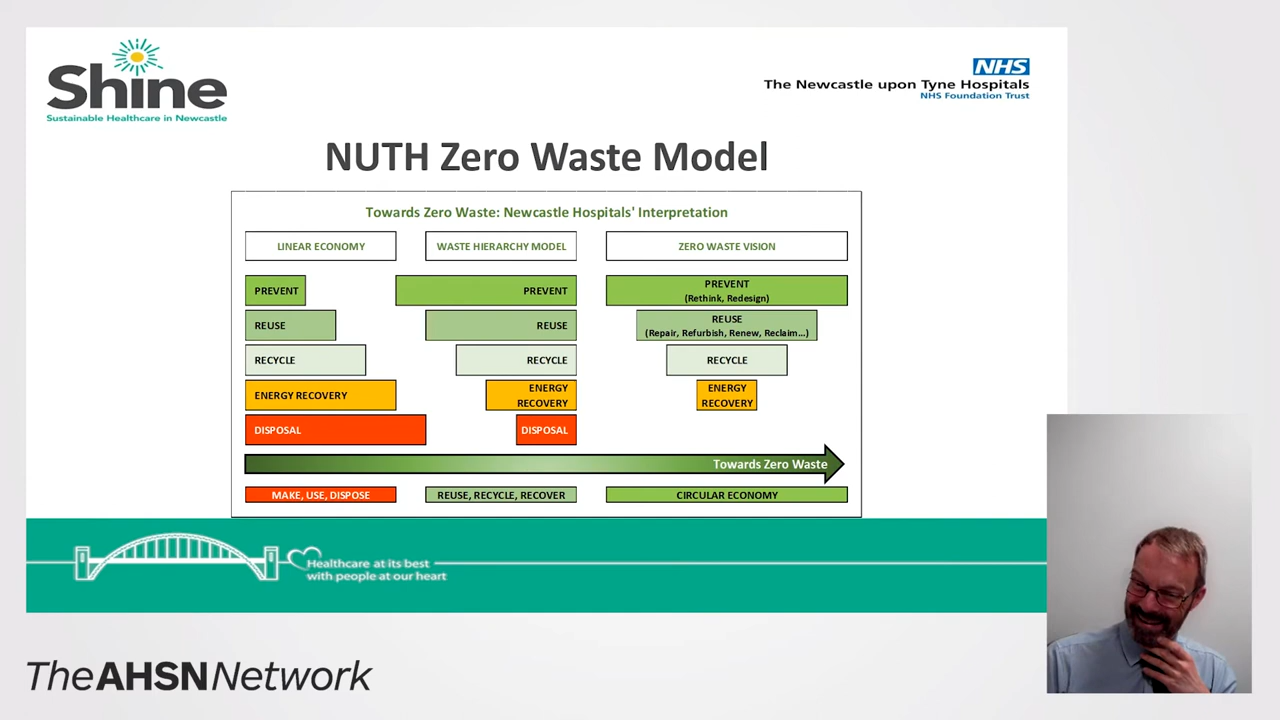 Shine
Sustainable Healthcare in Newcastle
NHS
The Newcastle upon Tyne Hospitals
NHS Foundation Trust
NUTH Zero Waste Model
Towards Zero Waste: Newcastle Hospitals' Interpretation
LINEAR ECONOMY
WASTE HIERARCHY MODEL
ZERO WASTE VISION
PREVENT
PREVENT
PREVENT
(Rethink, Redesign)
REUSE
REUSE
REUSE
(Repair, Refurbish, Renew, Reclaim...)
RECYCLE
RECYCLE
RECYCLE
ENERGY RECOVERY
ENERGY
RECOVERY
ENERGY
RECOVERY
DISPOSAL
DISPOSAL
Towards Zero Waste
MAKE, USE, DISPOSE
REUSE, RECYCLE, RECOVER
CIRCULAR ECONOMY
Healthcare at its best
with people at our heart
TheAHSNNetwork